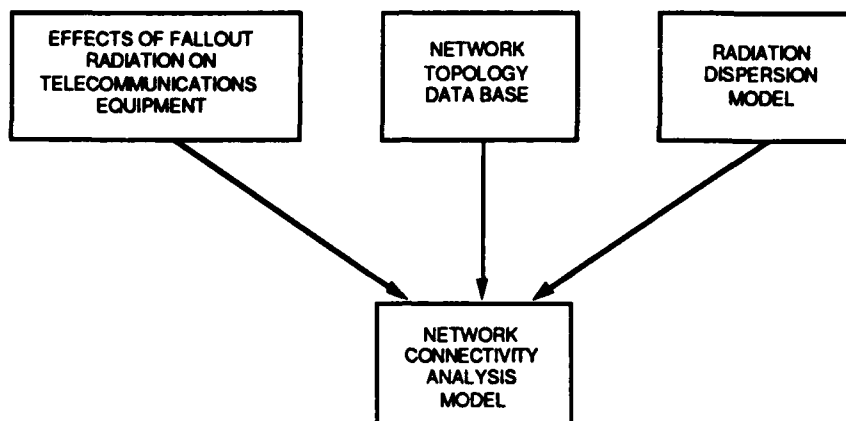 EFFECTS OF FALLOUT
RADIATION ON
TELECOMMUNICATIONS
EQUIPMENT
NETWORK
TOPOLOGY
DATA BASE
RADIATION
DISPERSION
MODEL
NETWORK
CONNECTIVITY
ANALYSIS
MODEL